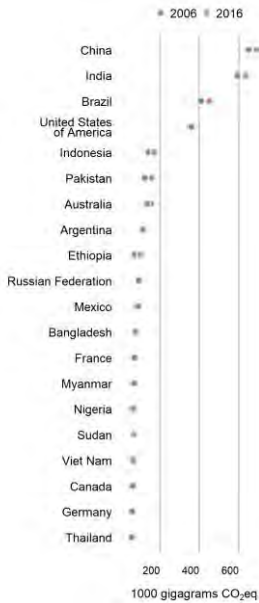 2006 2016
China
India
Brazil
United States
of America
Indonesia
Pakistan
Australia
Argentina
Ethiopia
Russian Federation
Mexico
Bangladesh
France
Myanmar
Nigeria
Sudan
Viet Nam
Canada
Germany
Thailand
200 400 600
1000 gigagrams CO₂eq